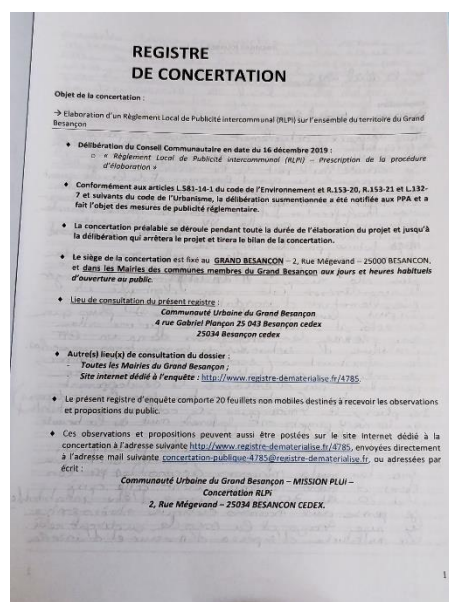 REGISTRE
DE CONCERTATION
Objet de la concertation :
→ Elaboration d'un Règlement Local de Publicité intercommunal (RLPI) sur l'ensemble du territoire du Grand
Besançon
◆ Délibération du Conseil Communautaire en date du 16 décembre 2019 :
□ « Règlement Local de Publicité intercommunal (RLPI) – Prescription de la procédure
d'élaboration »
◆ Conformément aux articles L.581-14-1 du code de l'Environnement et R.153-20, R.153-21 et L.132-
7 et suivants du code de l'Urbanisme, la délibération susmentionnée a été notifiée aux PPA et a
fait l'objet des mesures de publicité réglementaire.
◆ La concertation préalable se déroule pendant toute la durée de l'élaboration du projet et jusqu'à
la délibération qui arrêtera le projet et tirera le bilan de la concertation.
◆ Le siège de la concertation est fixé au GRAND BESANÇON – 2, Rue Mégevand – 25000 BESANÇON,
et dans les Mairies des communes membres du Grand Besançon aux jours et heures habituels
d'ouverture au public.
◆ Lieu de consultation du présent registre :
Communauté Urbaine du Grand Besançon
4 rue Gabriel Plançon 25 043 Besançon cedex
25034 Besançon cedex
◆ Autre(s) lieu(x) de consultation du dossier :
- Toutes les Mairies du Grand Besançon ;
Site internet dédié à l'enquête : http://www.registre-dematerialise.fr/4785.
◆ Le présent registre d'enquête comporte 20 feuillets non mobiles destinés à recevoir les observations
et propositions du public.
◆ Ces observations et propositions peuvent aussi être postées sur le site Internet dédié à la
concertation à l'adresse suivante http://www.registre-dematerialise.fr/4785, envoyées directement
à l'adresse mail suivante concertation-publique-4785@registre-dematerialise.fr, ou adressées par
écrit :
Communauté Urbaine du Grand Besançon – MISSION PLUi –
Concertation RLPi
2, Rue Mégevand – 25034 BESANCON CEDEX.
1